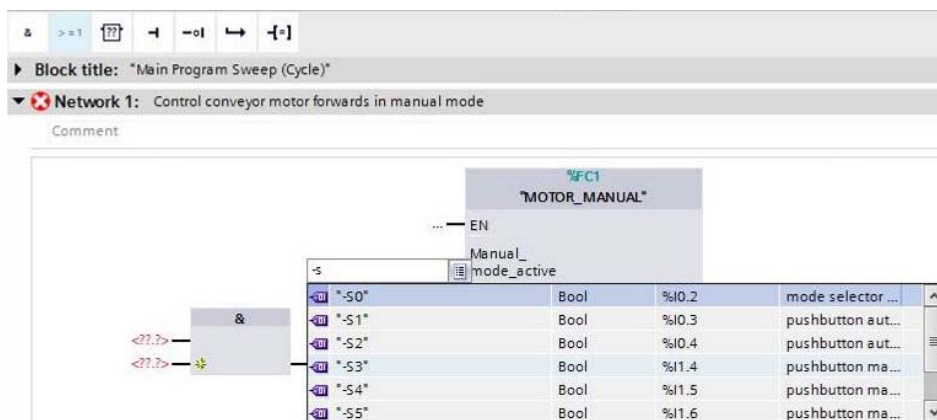 & >=1 ?? -| -o| ↦ -[=]
Block title: "Main Program Sweep (Cycle)"
Network 1: Control conveyor motor forwards in manual mode
Comment
%FC1
"MOTOR_MANUAL"
... EN
Manual_
-s mode_active
"-S0" Bool %I0.2 mode selector ...
& "-S1" Bool %I0.3 pushbutton aut...
<??.?> "-S2" Bool %I0.4 pushbutton aut...
<??.?> "-S3" Bool %I1.4 pushbutton ma...
"-S4" Bool %I1.5 pushbutton ma...
"-S5" Bool %I1.6 pushbutton ma...